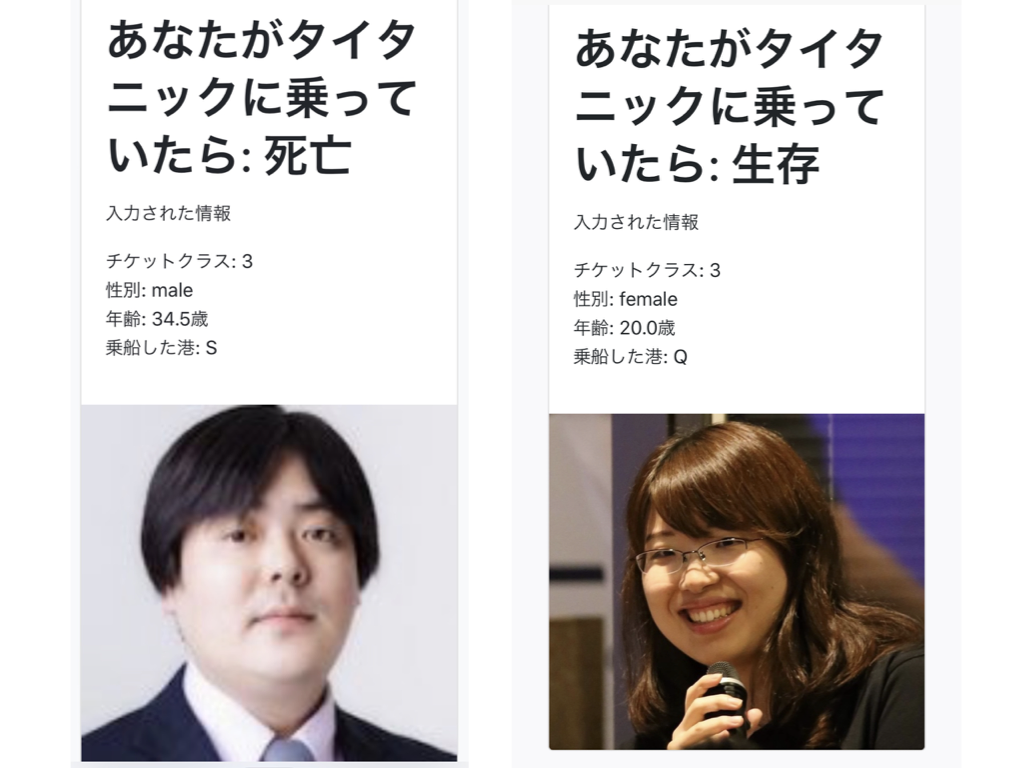 あなたがタイタ
ニックに乗って
いたら: 死亡
入力された情報
チケットクラス: 3
性別: male
年齢: 34.5歳
乗船した港: S
あなたがタイタ
ニックに乗って
いたら: 生存
入力された情報
チケットクラス: 3
性別: female
年齢: 20.0歳
乗船した港: Q